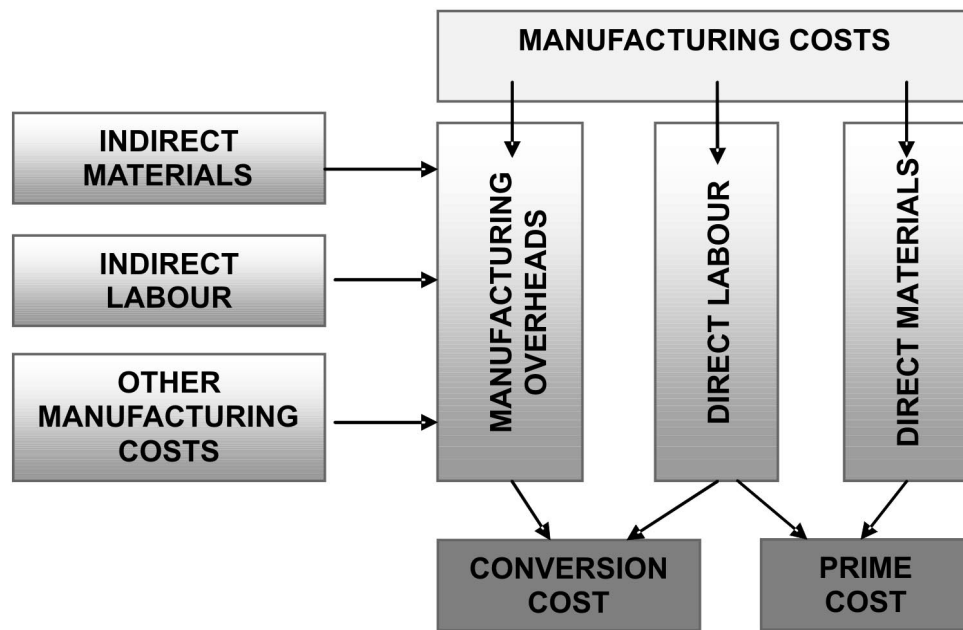 MANUFACTURING COSTS
INDIRECT
MATERIALS
INDIRECT
LABOUR
OTHER
MANUFACTURING
COSTS
MANUFACTURING
OVERHEADS
DIRECT LABOUR
DIRECT MATERIALS
CONVERSION
COST
PRIME
COST